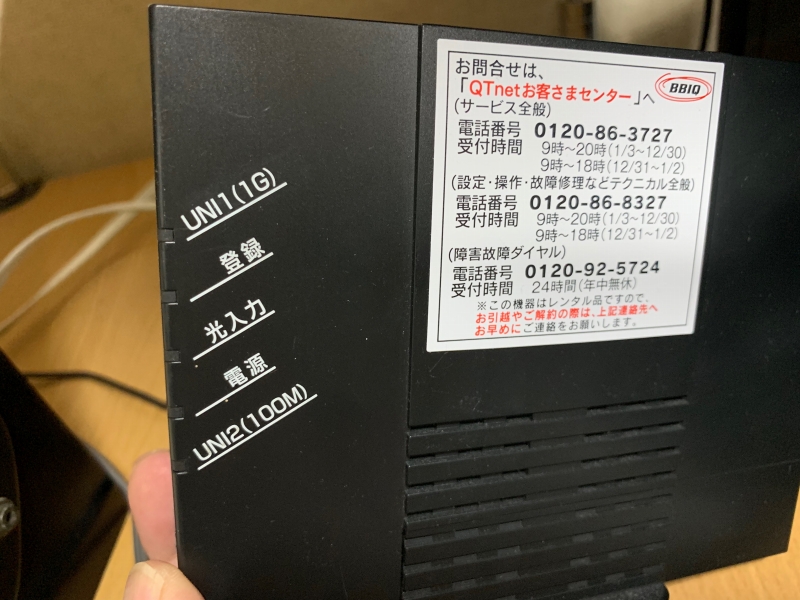 お問合せは、
「QTnetお客さまセンター」へ
BBIQ
(サービス全般)
電話番号 0120-86-3727
受付時間 9時〜20時(1/3〜12/30)
9時〜18時(12/31〜1/2)
(設定・操作・故障修理などテクニカル全般)
電話番号 0120-86-8327
受付時間 9時〜20時(1/3〜12/30)
9時〜18時(12/31〜1/2)
(障害故障ダイヤル)
電話番号 0120-92-5724
受付時間 24時間(年中無休)
※この機器はレンタル品ですので、
お引越やご解約の際は、上記連絡先へ
お早めにご連絡をお願いします。
UNI1(1G)
登録
光入力
電源
UNI2(100M)